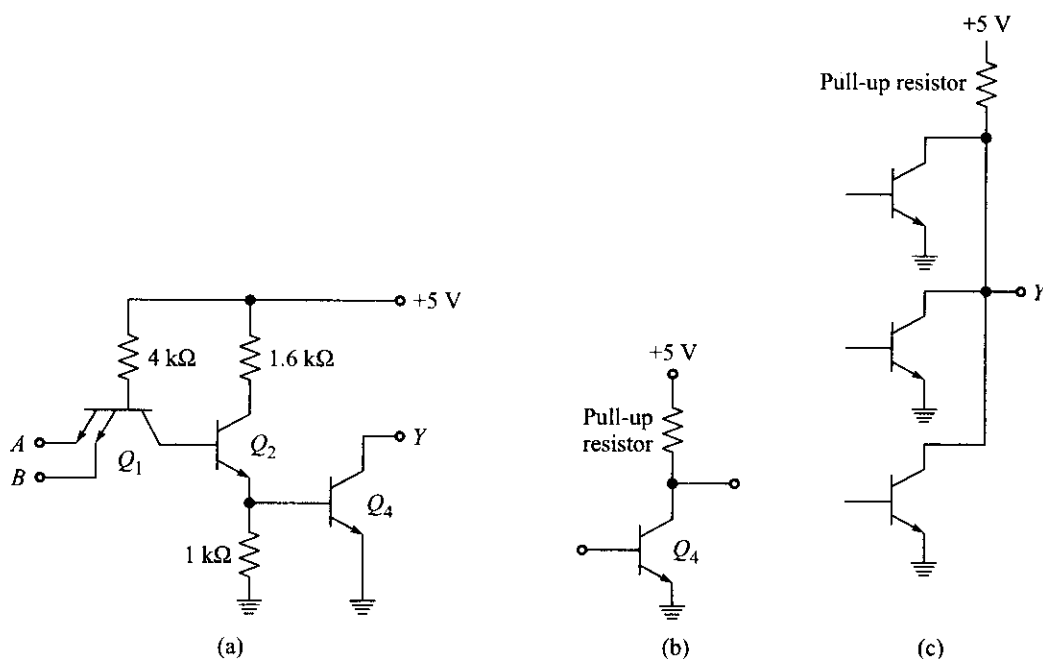 +5 V
4 kΩ
1.6 kΩ
A
B
Q1
Q2
Y
Q4
1 kΩ
(a)
+5 V
Pull-up
resistor
Q4
(b)
+5 V
Pull-up resistor
Y
(c)